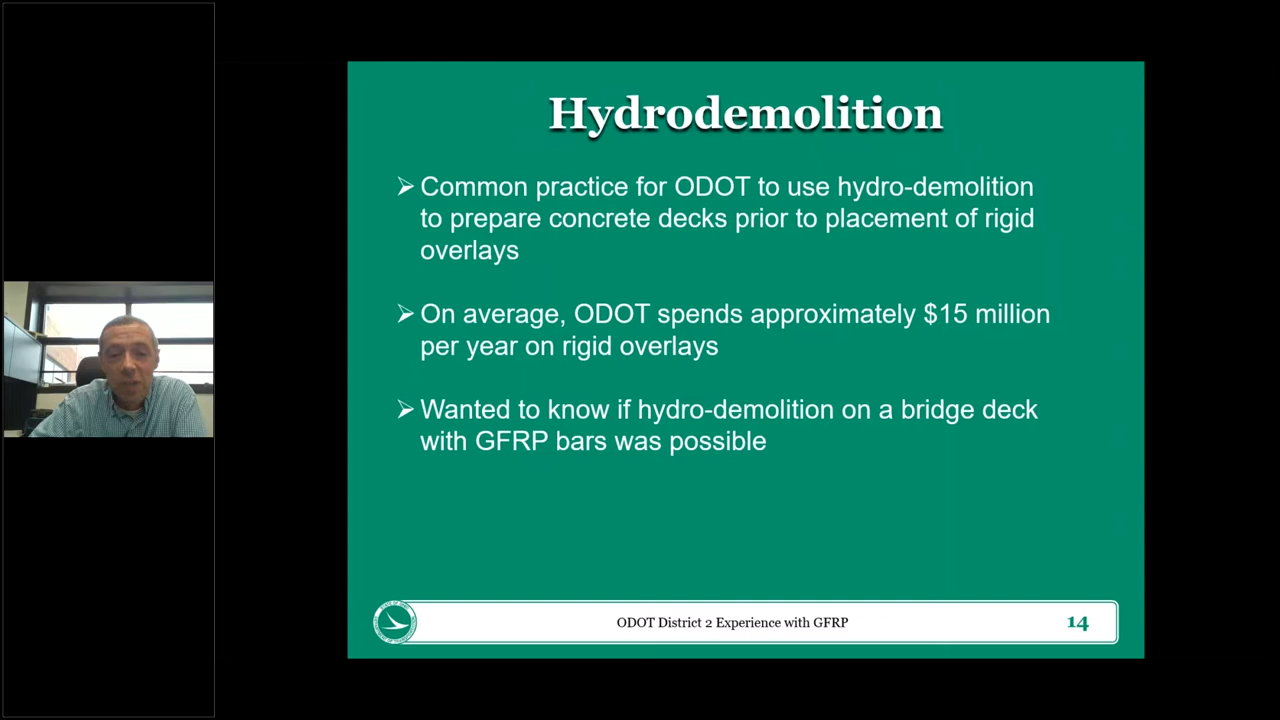 Hydrodemolition
➢ Common practice for ODOT to use hydro-demolition
to prepare concrete decks prior to placement of rigid
overlays
➢ On average, ODOT spends approximately $15 million
per year on rigid overlays
➢ Wanted to know if hydro-demolition on a bridge deck
with GFRP bars was possible
ODOT District 2 Experience with GFRP
14